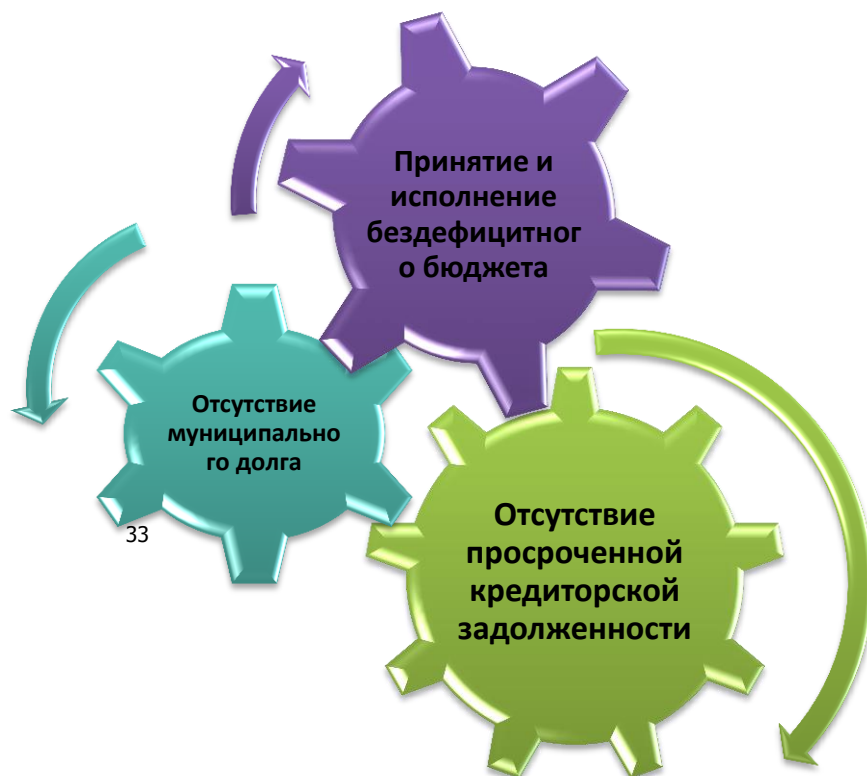 Принятие и
исполнение
бездефицитног
о бюджета
Отсутствие
муниципально
го долга
33
Отсутствие
просроченной
кредиторской
задолженности